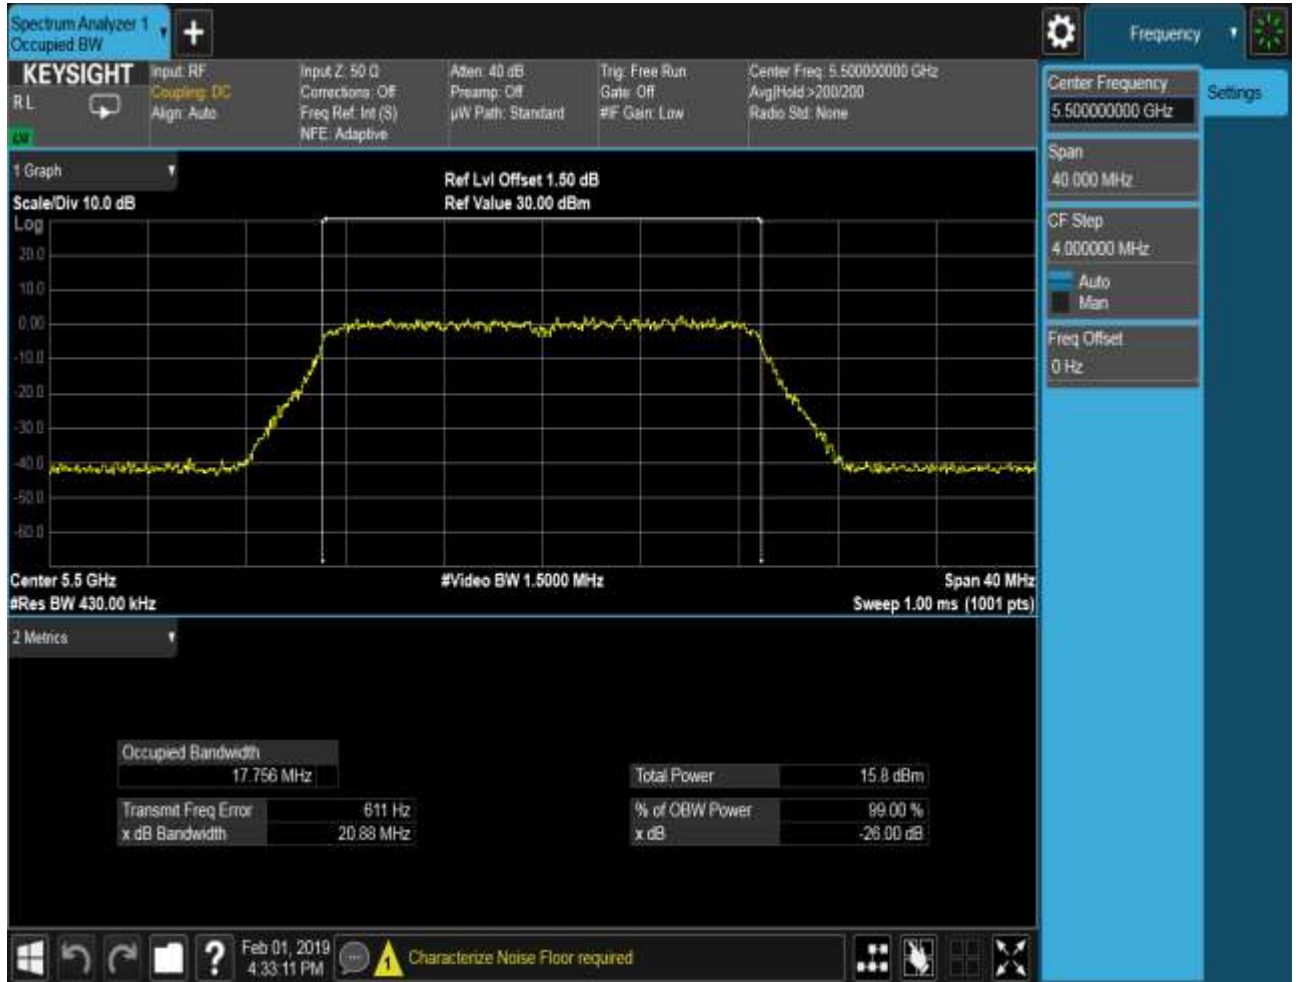 Spectrum Analyzer 1
Occupied BW
+
Frequency
KEYSIGHT
RL
Input: RF
Coupling: DC
Align: Auto
Input Z: 50 Ω
Corrections: Off
Freq Ref: Int (S)
NFE: Adaptive
Atten: 40 dB
Preamp: Off
µW Path: Standard
Trig: Free Run
Gate: Off
#IF Gain: Low
Center Freq: 5.500000000 GHz
Avg|Hold:>200/200
Radio Std: None
Center Frequency
5.500000000 GHz
Settings
Span
40.000 MHz
CF Step
4.000000 MHz
Auto
Man
Freq Offset
0 Hz
1 Graph
Scale/Div 10.0 dB
Ref Lvl Offset 1.50 dB
Ref Value 30.00 dBm
Log
20.0
10.0
0.00
-10.0
-20.0
-30.0
-40.0
-50.0
-60.0
Center 5.5 GHz
#Res BW 430.00 kHz
#Video BW 1.5000 MHz
Span 40 MHz
Sweep 1.00 ms (1001 pts)
2 Metrics
Occupied Bandwidth
17.756 MHz
Transmit Freq Error 611 Hz
x dB Bandwidth 20.88 MHz
Total Power 15.8 dBm
% of OBW Power 99.00 %
x dB -26.00 dB
?
Feb 01, 2019
4:33:11 PM
1
Characterize Noise Floor required